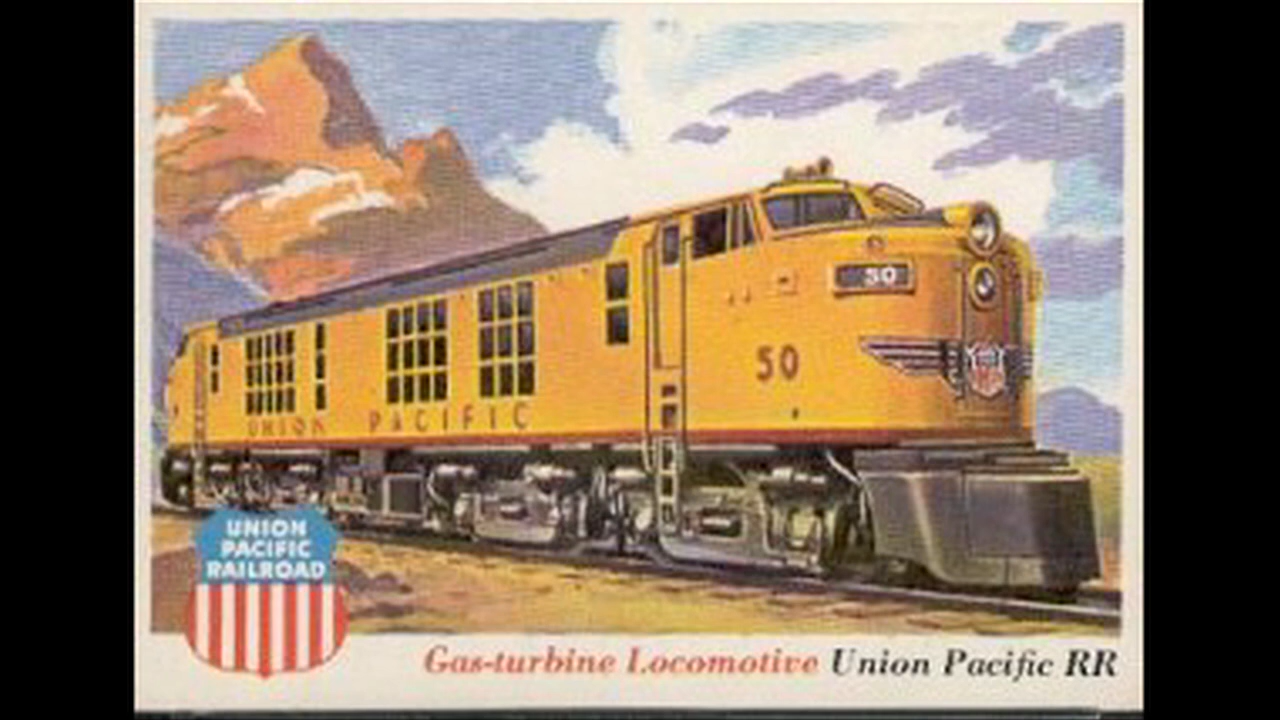 50
50
UNION PACIFIC
UNION
PACIFIC
RAILROAD
Gas-turbine Locomotive Union Pacific RR